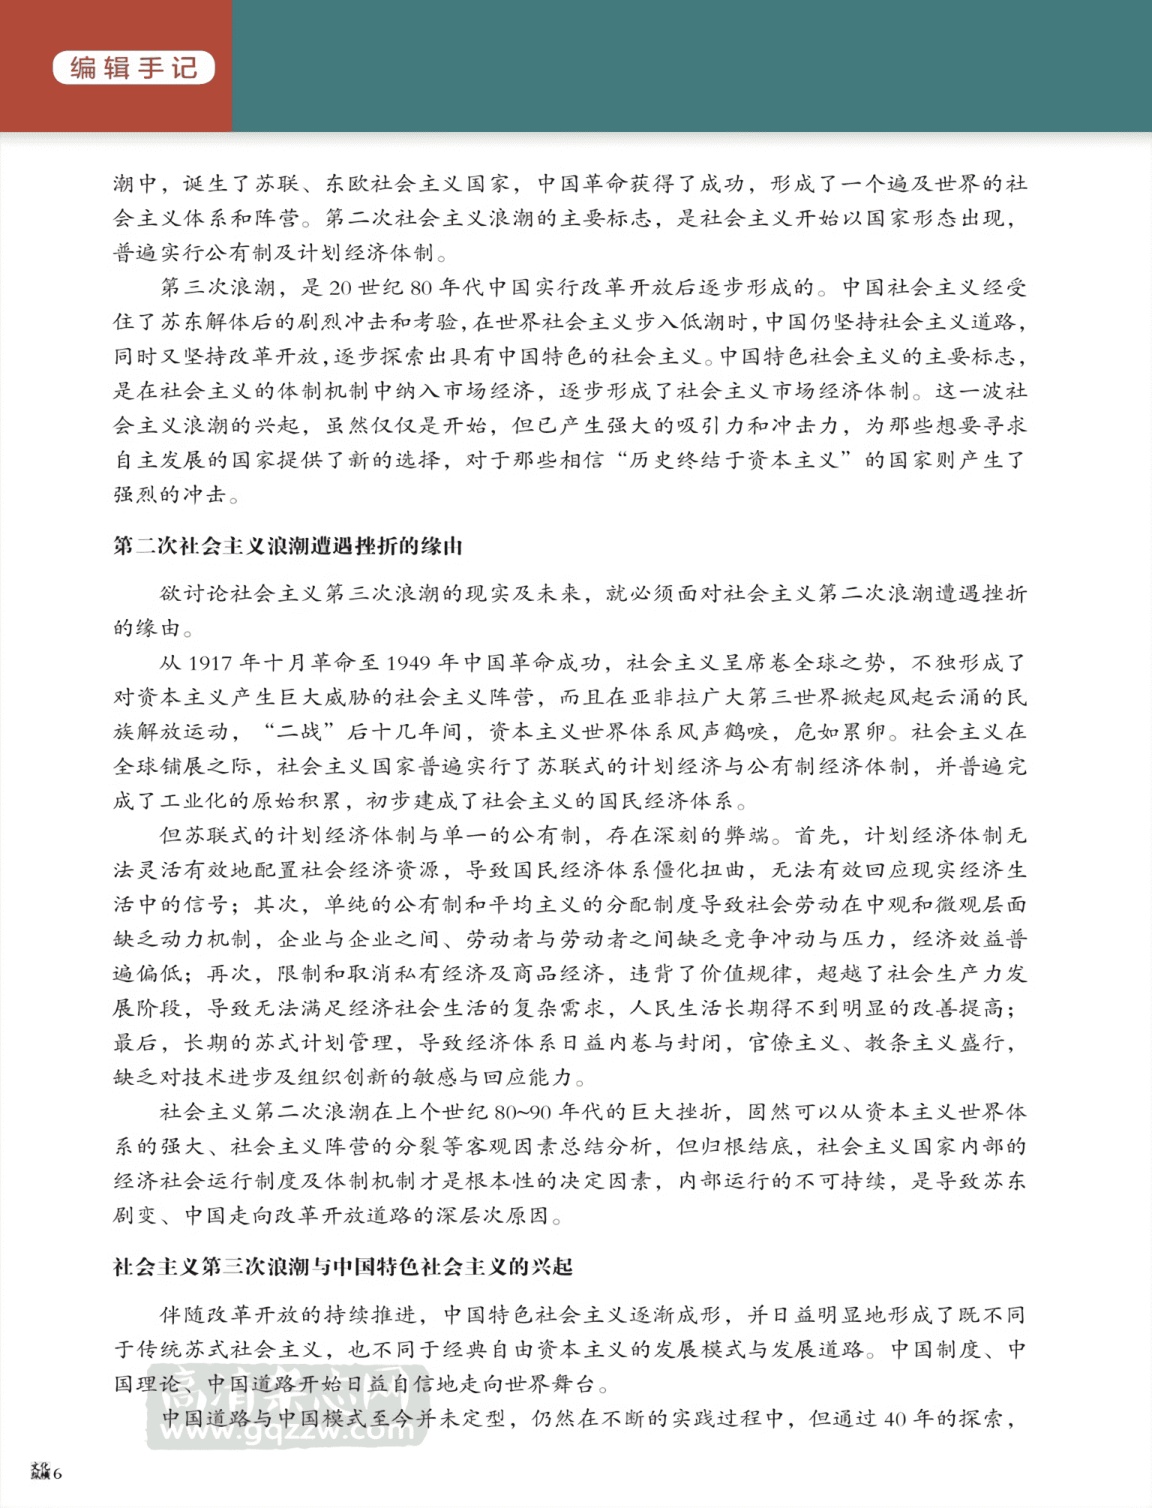 编辑手记
潮中，诞生了苏联、东欧社会主义国家，中国革命获得了成功，形成了一个遍及世界的社
会主义体系和阵营。第二次社会主义浪潮的主要标志，是社会主义开始以国家形态出现，
普遍实行公有制及计划经济体制。
第三次浪潮，是 20 世纪 80 年代中国实行改革开放后逐步形成的。中国社会主义经受
住了苏东解体后的剧烈冲击和考验，在世界社会主义步入低潮时，中国仍坚持社会主义道路，
同时又坚持改革开放，逐步探索出具有中国特色的社会主义。中国特色社会主义的主要标志，
是在社会主义的体制机制中纳入市场经济，逐步形成了社会主义市场经济体制。这一波社
会主义浪潮的兴起，虽然仅仅是开始，但已产生强大的吸引力和冲击力，为那些想要寻求
自主发展的国家提供了新的选择，对于那些相信“历史终结于资本主义”的国家则产生了
强烈的冲击。
第二次社会主义浪潮遭遇挫折的缘由
欲讨论社会主义第三次浪潮的现实及未来，就必须面对社会主义第二次浪潮遭遇挫折
的缘由。
从 1917 年十月革命至 1949 年中国革命成功，社会主义呈席卷全球之势，不独形成了
对资本主义产生巨大威胁的社会主义阵营，而且在亚非拉广大第三世界掀起风起云涌的民
族解放运动，“二战”后十几年间，资本主义世界体系风声鹤唳，危如累卵。社会主义在
全球铺展之际，社会主义国家普遍实行了苏联式的计划经济与公有制经济体制，并普遍完
成了工业化的原始积累，初步建成了社会主义的国民经济体系。
但苏联式的计划经济体制与单一的公有制，存在深刻的弊端。首先，计划经济体制无
法灵活有效地配置社会经济资源，导致国民经济体系僵化扭曲，无法有效回应现实经济生
活中的信号；其次，单纯的公有制和平均主义的分配制度导致社会劳动在中观和微观层面
缺乏动力机制，企业与企业之间、劳动者与劳动者之间缺乏竞争冲动与压力，经济效益普
遍偏低；再次，限制和取消私有经济及商品经济，违背了价值规律，超越了社会生产力发
展阶段，导致无法满足经济社会生活的复杂需求，人民生活长期得不到明显的改善提高；
最后，长期的苏式计划管理，导致经济体系日益内卷与封闭，官僚主义、教条主义盛行，
缺乏对技术进步及组织创新的敏感与回应能力。
社会主义第二次浪潮在上个世纪 80~90 年代的巨大挫折，固然可以从资本主义世界体
系的强大、社会主义阵营的分裂等客观因素总结分析，但归根结底，社会主义国家内部的
经济社会运行制度及体制机制才是根本性的决定因素，内部运行的不可持续，是导致苏东
剧变、中国走向改革开放道路的深层次原因。
社会主义第三次浪潮与中国特色社会主义的兴起
伴随改革开放的持续推进，中国特色社会主义逐渐成形，并日益明显地形成了既不同
于传统苏式社会主义，也不同于经典自由资本主义的发展模式与发展道路。中国制度、中
国理论、中国道路开始日益自信地走向世界舞台。
中国道路与中国模式至今并未定型，仍然在不断的实践过程中，但通过 40 年的探索，
高清杂志网
www.gqzzw.com
文化纵横 6